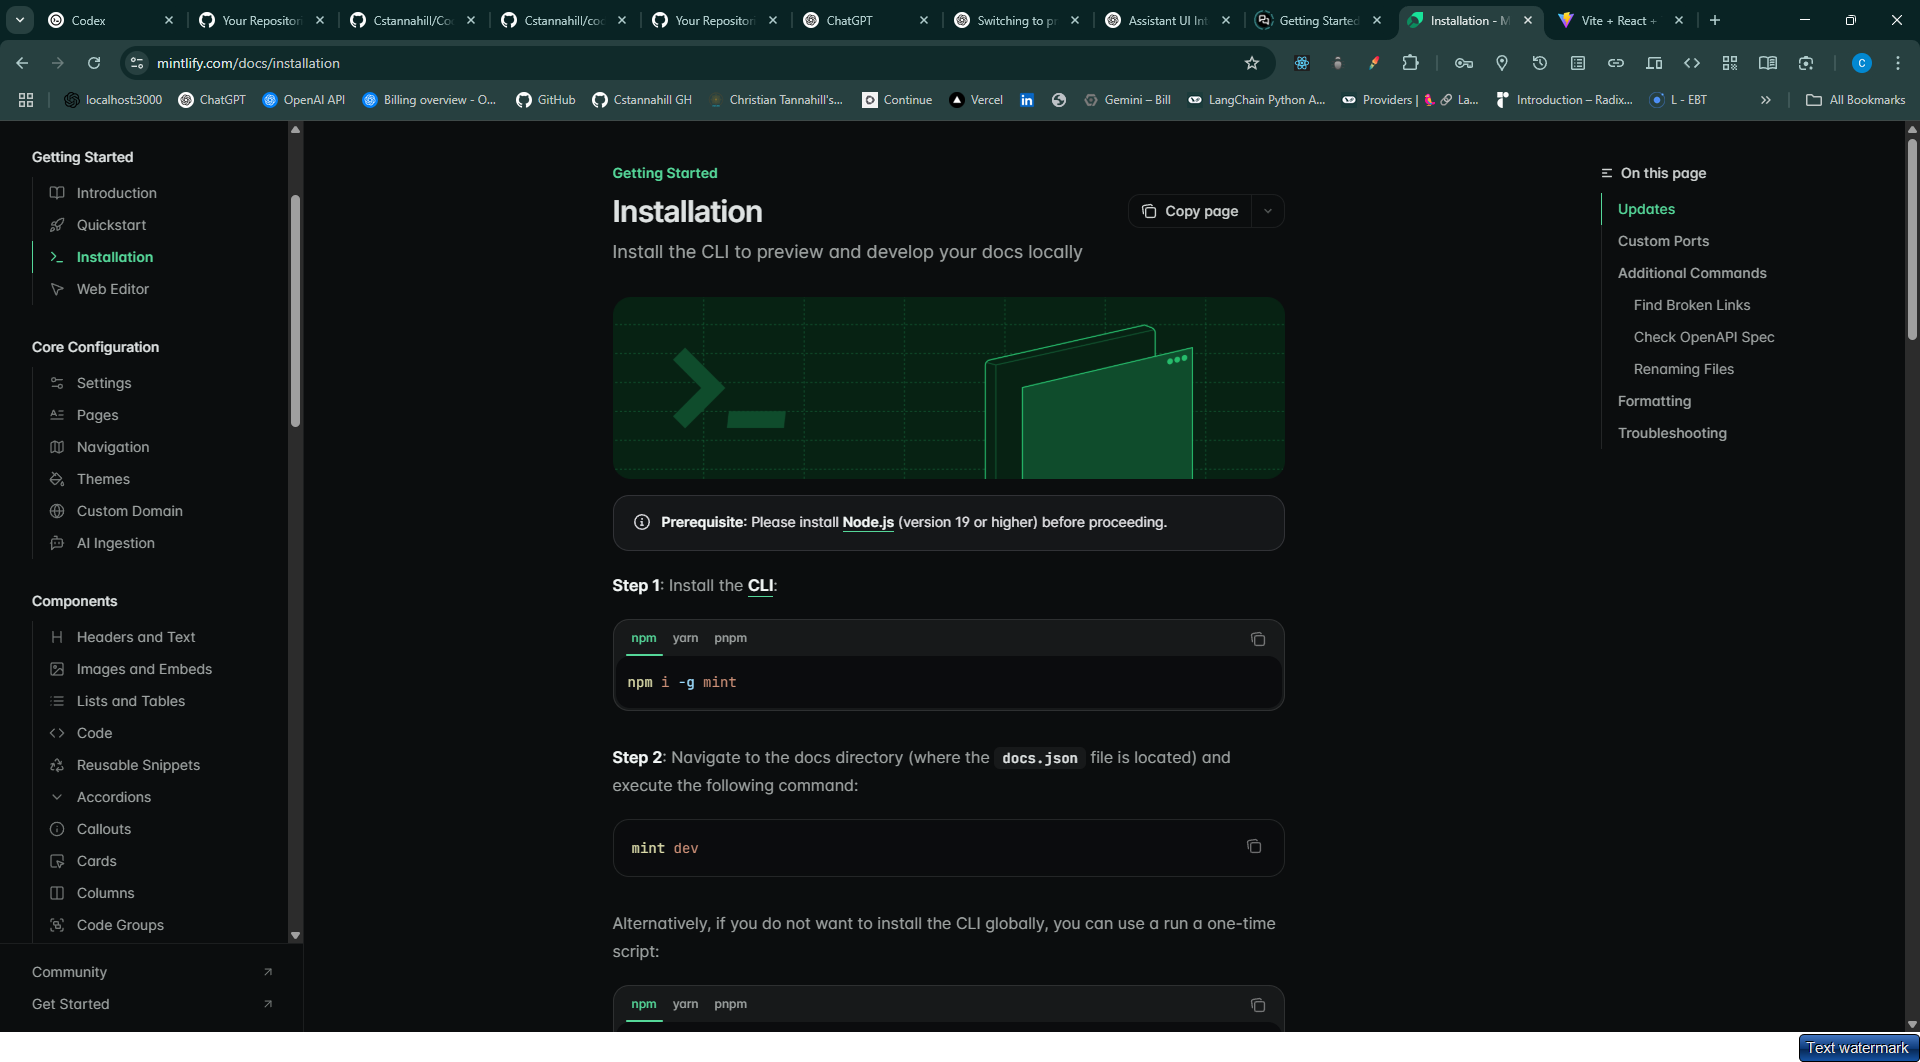 Codex
Your Repositori
Cstannahill/Co
Cstannahill/co
Your Repositori
ChatGPT
Switching to p
Assistant UI Int
Getting Started
Installation - M
Vite + React +
mintlify.com/docs/installation
C
localhost:3000
ChatGPT
OpenAI API
Billing overview - O...
GitHub
Cstannahill GH
Christian Tannahill's...
Continue
Vercel
Gemini – Bill
LangChain Python A...
Providers | 🦜️🔗 La...
Introduction – Radix...
L - EBT
All Bookmarks
Getting Started
Introduction
Quickstart
Installation
Web Editor
Core Configuration
Settings
Pages
Navigation
Themes
Custom Domain
AI Ingestion
Components
Headers and Text
Images and Embeds
Lists and Tables
Code
Reusable Snippets
Accordions
Callouts
Cards
Columns
Code Groups
Community
Get Started
Getting Started
Installation
Copy page
Install the CLI to preview and develop your docs locally
Prerequisite: Please install Node.js (version 19 or higher) before proceeding.
Step 1: Install the CLI:
npm yarn pnpm
npm i -g mint
Step 2: Navigate to the docs directory (where the docs.json file is located) and
execute the following command:
mint dev
Alternatively, if you do not want to install the CLI globally, you can use a run a one-time
script:
npm yarn pnpm
On this page
Updates
Custom Ports
Additional Commands
Find Broken Links
Check OpenAPI Spec
Renaming Files
Formatting
Troubleshooting
Text watermark